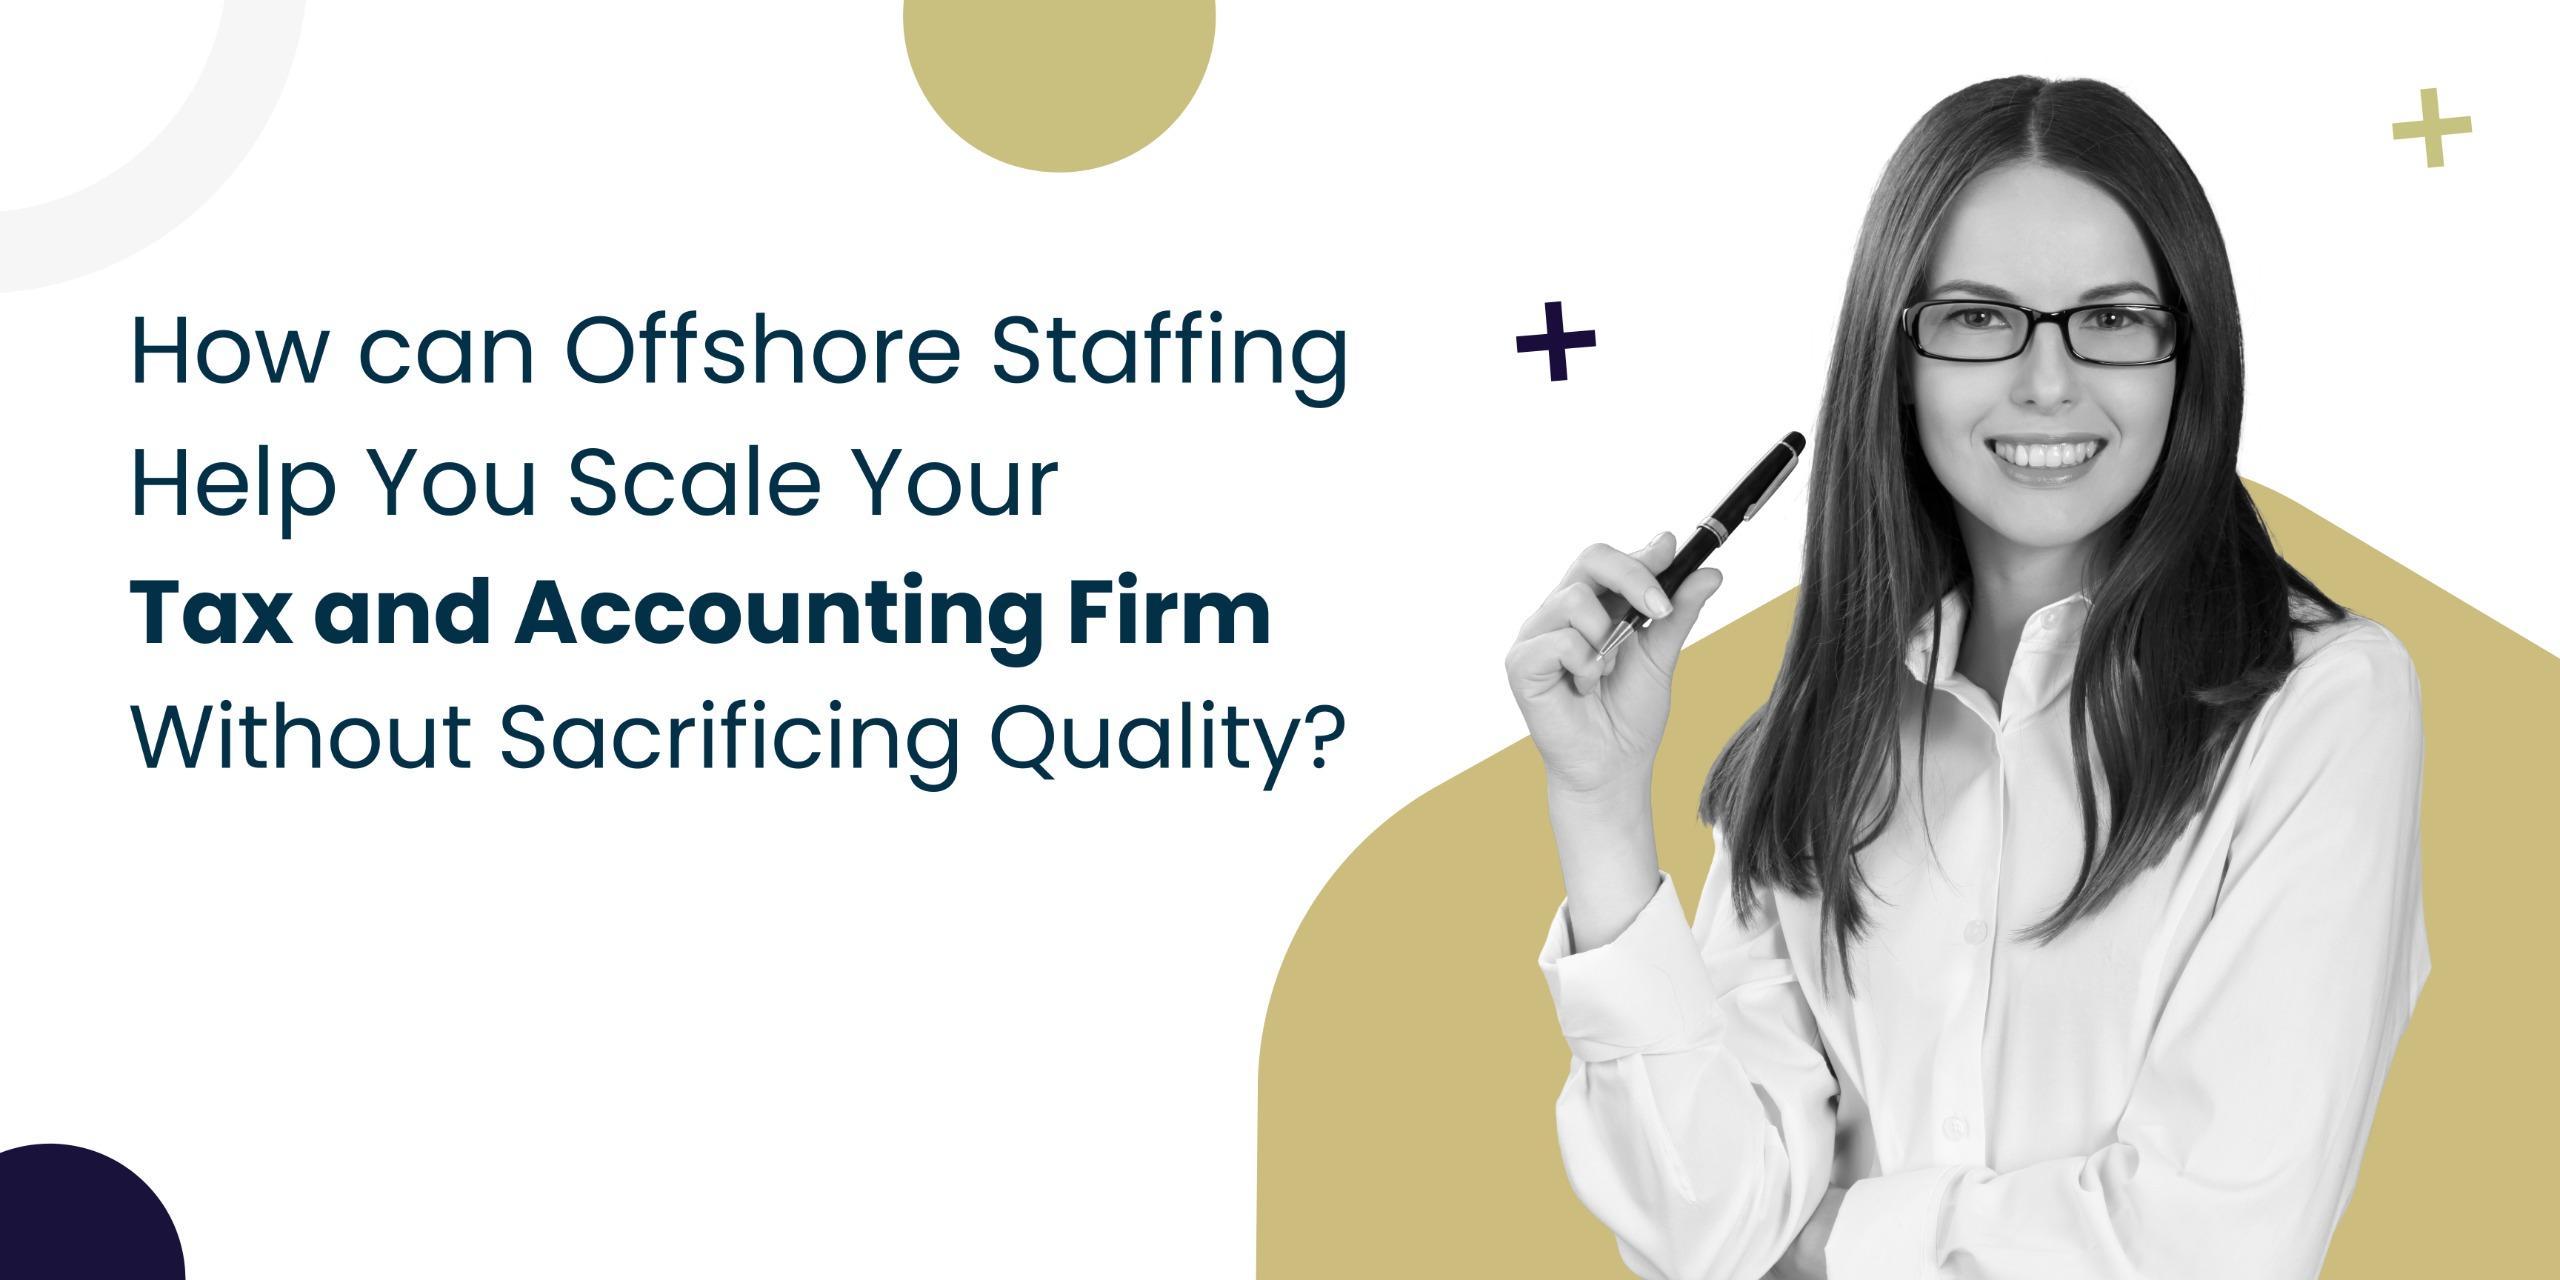 How can Offshore Staffing
Help You Scale Your
Tax and Accounting Firm
Without Sacrificing Quality?